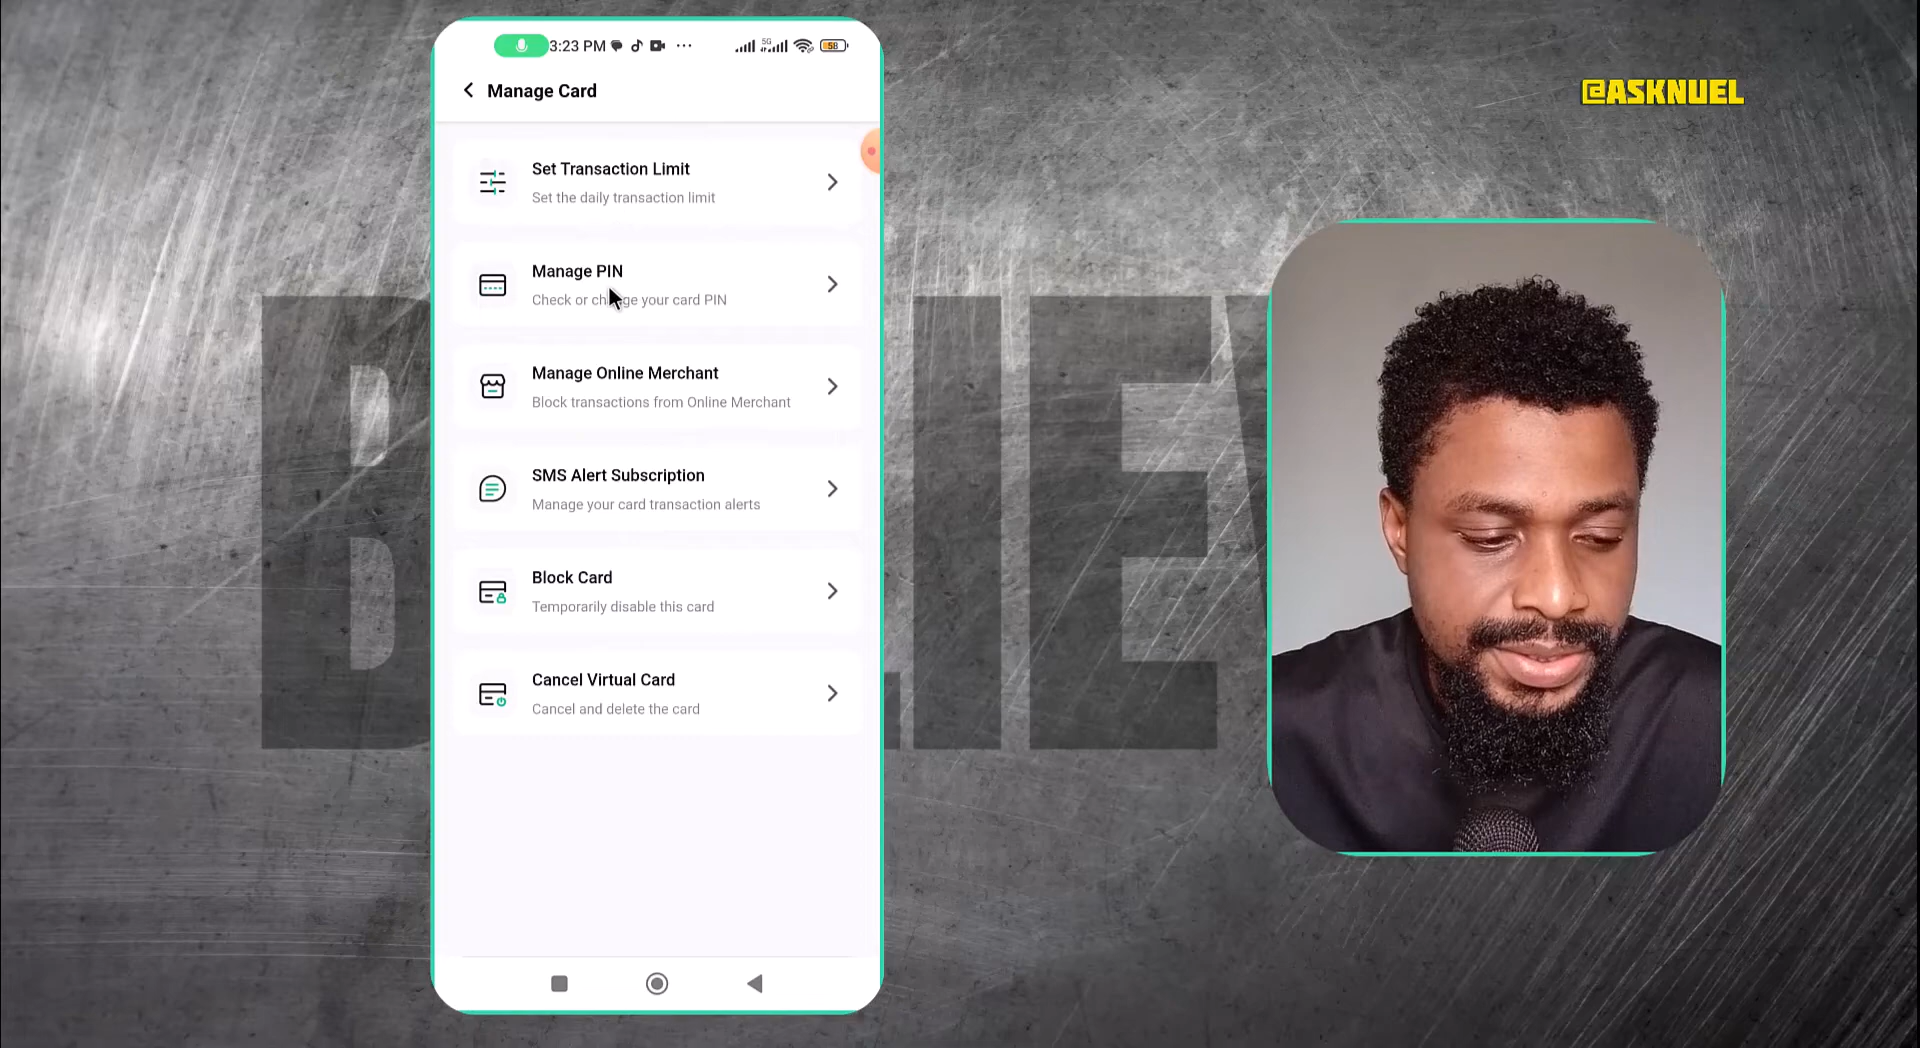 3:23 PM
5G
58
Manage Card
@ASKNUEL
Set Transaction Limit
Set the daily transaction limit
Manage PIN
Check or change your card PIN
Manage Online Merchant
Block transactions from Online Merchant
SMS Alert Subscription
Manage your card transaction alerts
Block Card
Temporarily disable this card
Cancel Virtual Card
Cancel and delete the card